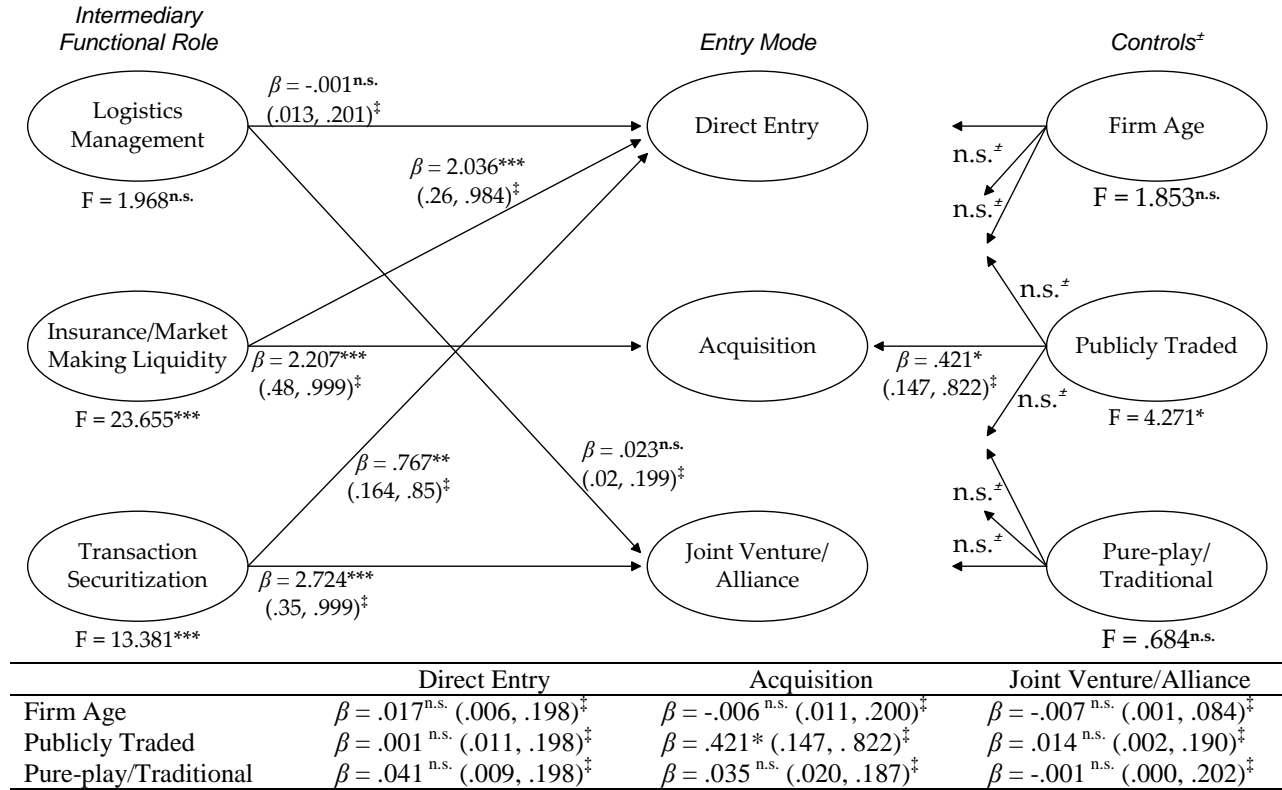 Intermediary
Functional Role
Entry Mode
Controls±
β = -.001n.s.
(.013, .201)‡
Logistics
Management
F = 1.968n.s.
Direct Entry
Firm Age
F = 1.853n.s.
n.s.±
n.s.±
β = 2.036***
(.26, .984)‡
Insurance/Market
Making Liquidity
F = 23.655***
β = 2.207***
(.48, .999)‡
Acquisition
n.s.±
β = .421*
(.147, .822)‡
n.s.±
Publicly Traded
F = 4.271*
β = .767**
(.164, .85)‡
β = .023n.s.
(.02, .199)‡
Transaction
Securitization
F = 13.381***
β = 2.724***
(.35, .999)‡
Joint Venture/
Alliance
n.s.±
n.s.±
Pure-play/
Traditional
F = .684n.s.
Direct Entry Acquisition Joint Venture/Alliance
Firm Age β = .017n.s. (.006, .198)‡ β = -.006 n.s. (.011, .200)‡ β = -.007 n.s. (.001, .084)‡
Publicly Traded β = .001 n.s. (.011, .198)‡ β = .421* (.147, . 822)‡ β = .014 n.s. (.002, .190)‡
Pure-play/Traditional β = .041 n.s. (.009, .198)‡ β = .035 n.s. (.020, .187)‡ β = -.001 n.s. (.000, .202)‡